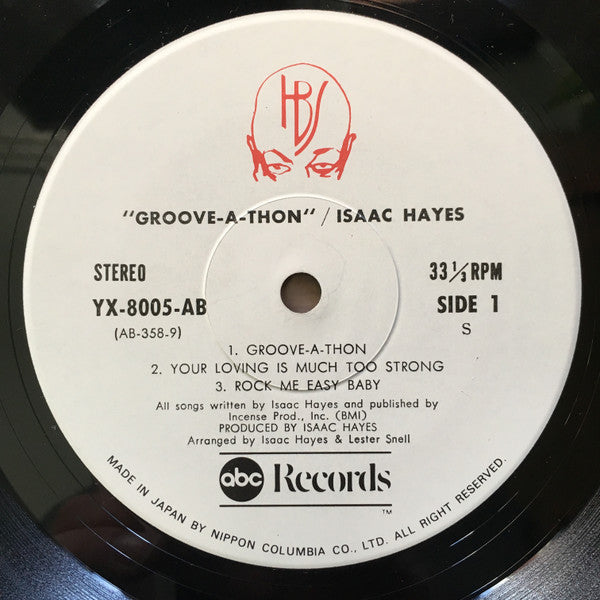 HBS
"GROOVE-A-THON" / ISAAC HAYES
STEREO
33 1/3 RPM
YX-8005-AB
SIDE 1
(AB-358-9)
S
1. GROOVE-A-THON
2. YOUR LOVING IS MUCH TOO STRONG
3. ROCK ME EASY BABY
All songs written by Isaac Hayes and published by
Incense Prod., Inc. (BMI)
PRODUCED BY ISAAC HAYES
Arranged by Isaac Hayes & Lester Snell
abc Records
TM
MADE IN JAPAN BY NIPPON COLUMBIA CO., LTD. ALL RIGHT RESERVED.